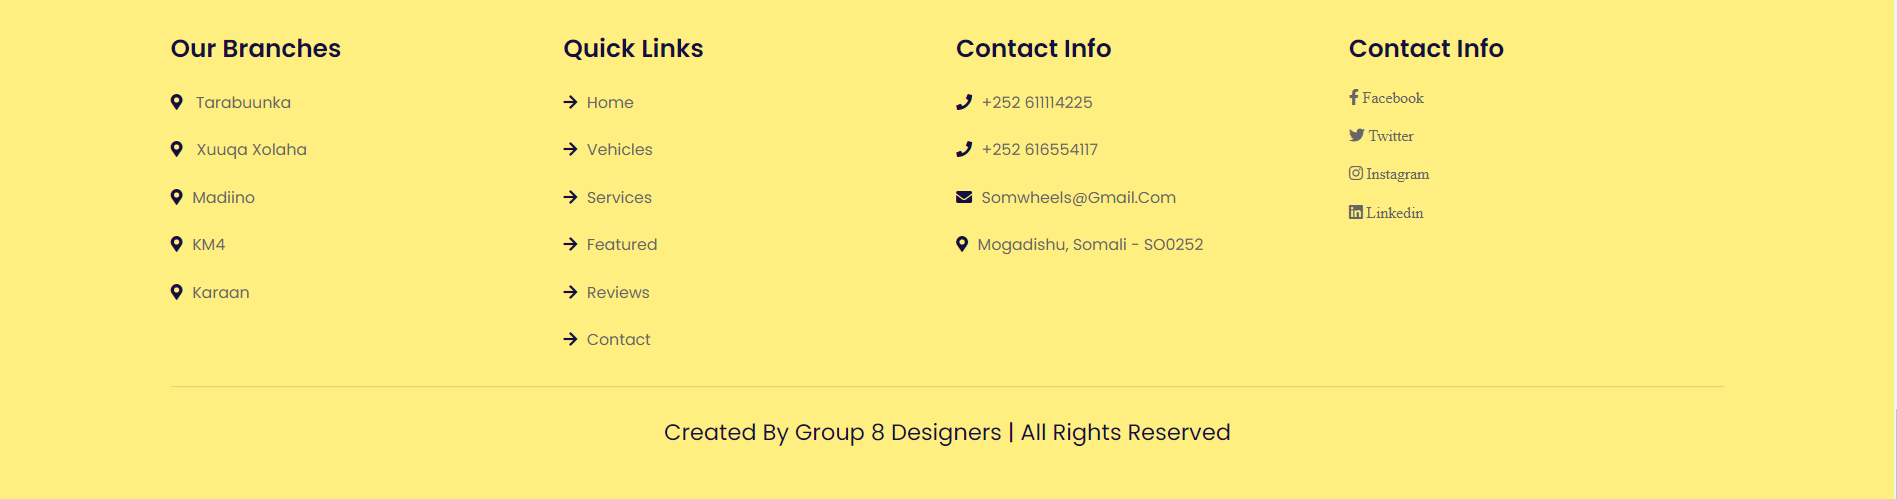 Our Branches
Tarabuunka
Xuuqa Xolaha
Madiino
KM4
Karaan
Quick Links
Home
Vehicles
Services
Featured
Reviews
Contact
Contact Info
+252 611114225
+252 616554117
Somwheels@Gmail.Com
Mogadishu, Somali - SO0252
Contact Info
Facebook
Twitter
Instagram
Linkedin
Created By Group 8 Designers | All Rights Reserved